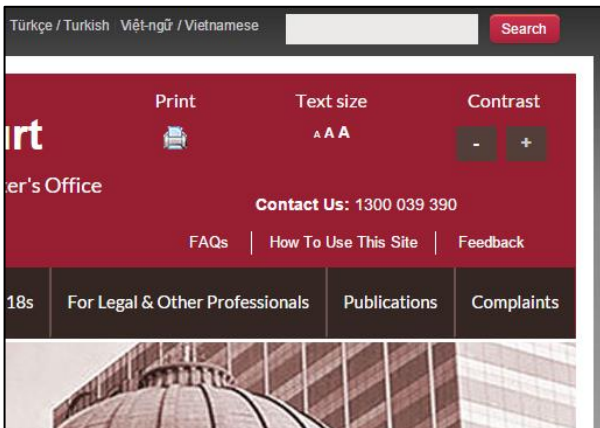 Türkçe / Turkish Việt-ngữ / Vietnamese Search
Print Text size Contrast
A A A - +
Contact Us: 1300 039 390
er's Office
FAQs How To Use This Site Feedback
18s For Legal & Other Professionals Publications Complaints